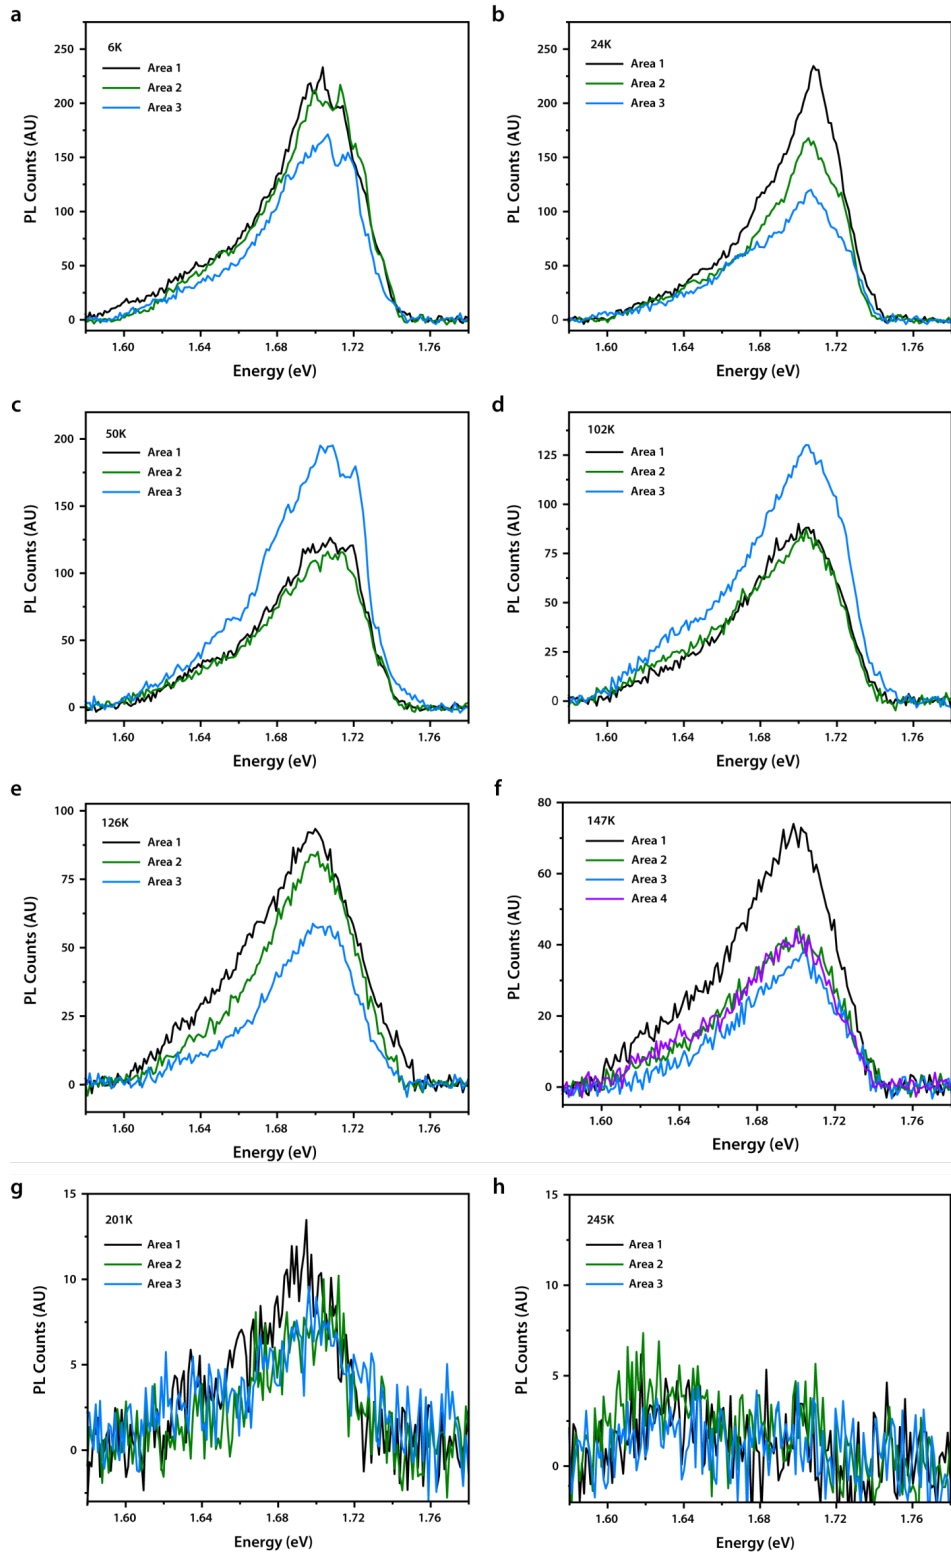 a
6K
Area 1
Area 2
Area 3
PL Counts (AU)
250
200
150
100
50
0
1.60
1.64
1.68
1.72
1.76
Energy (eV)
b
24K
Area 1
Area 2
Area 3
PL Counts (AU)
250
200
150
100
50
0
1.60
1.64
1.68
1.72
1.76
Energy (eV)
c
50K
Area 1
Area 2
Area 3
PL Counts (AU)
200
150
100
50
0
1.60
1.64
1.68
1.72
1.76
Energy (eV)
d
102K
Area 1
Area 2
Area 3
PL Counts (AU)
125
100
75
50
25
0
1.60
1.64
1.68
1.72
1.76
Energy (eV)
e
126K
Area 1
Area 2
Area 3
PL Counts (AU)
100
75
50
25
0
1.60
1.64
1.68
1.72
1.76
Energy (eV)
f
147K
Area 1
Area 2
Area 3
Area 4
PL Counts (AU)
80
60
40
20
0
1.60
1.64
1.68
1.72
1.76
Energy (eV)
g
201K
Area 1
Area 2
Area 3
PL Counts (AU)
15
10
5
0
1.60
1.64
1.68
1.72
1.76
Energy (eV)
h
245K
Area 1
Area 2
Area 3
PL Counts (AU)
15
10
5
0
1.60
1.64
1.68
1.72
1.76
Energy (eV)